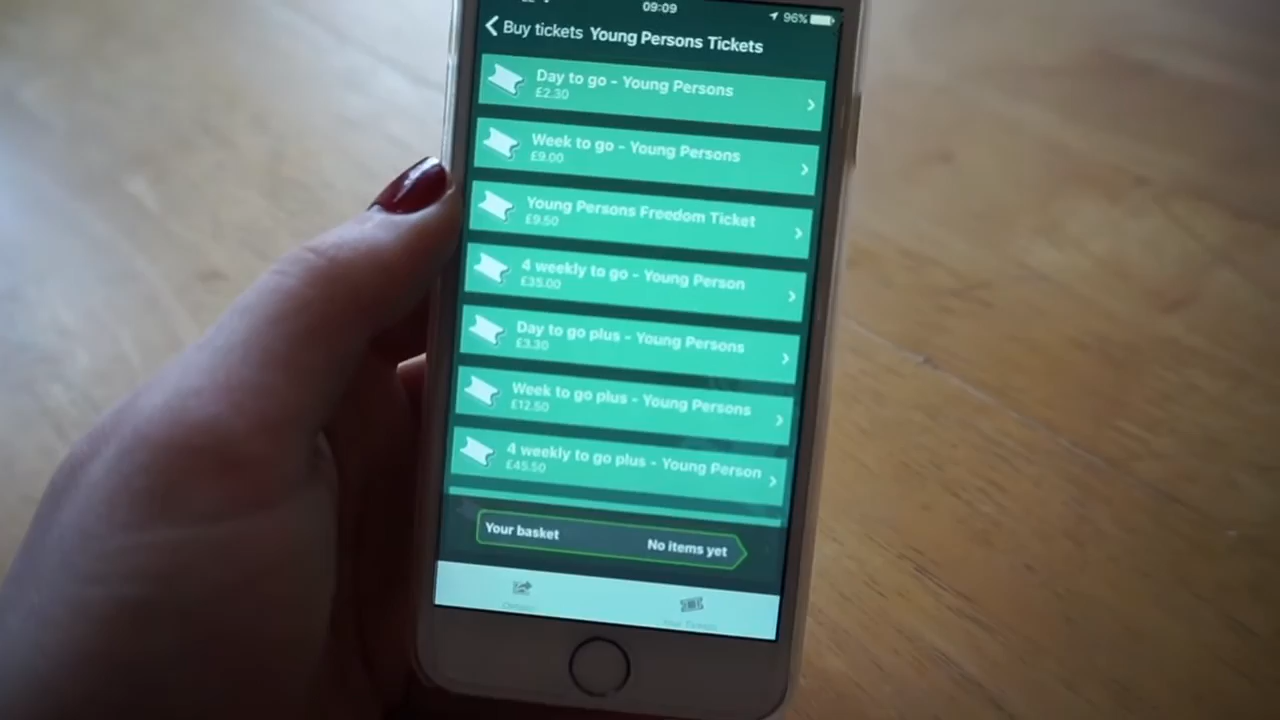 09:09
96%
Buy tickets Young Persons Tickets
Day to go - Young Persons
£2.30
Week to go - Young Persons
£9.00
Young Persons Freedom Ticket
£9.50
4 weekly to go - Young Person
£35.00
Day to go plus - Young Persons
£3.30
Week to go plus - Young Persons
£12.50
4 weekly to go plus - Young Person
£45.50
Your basket No items yet
Your Tickets